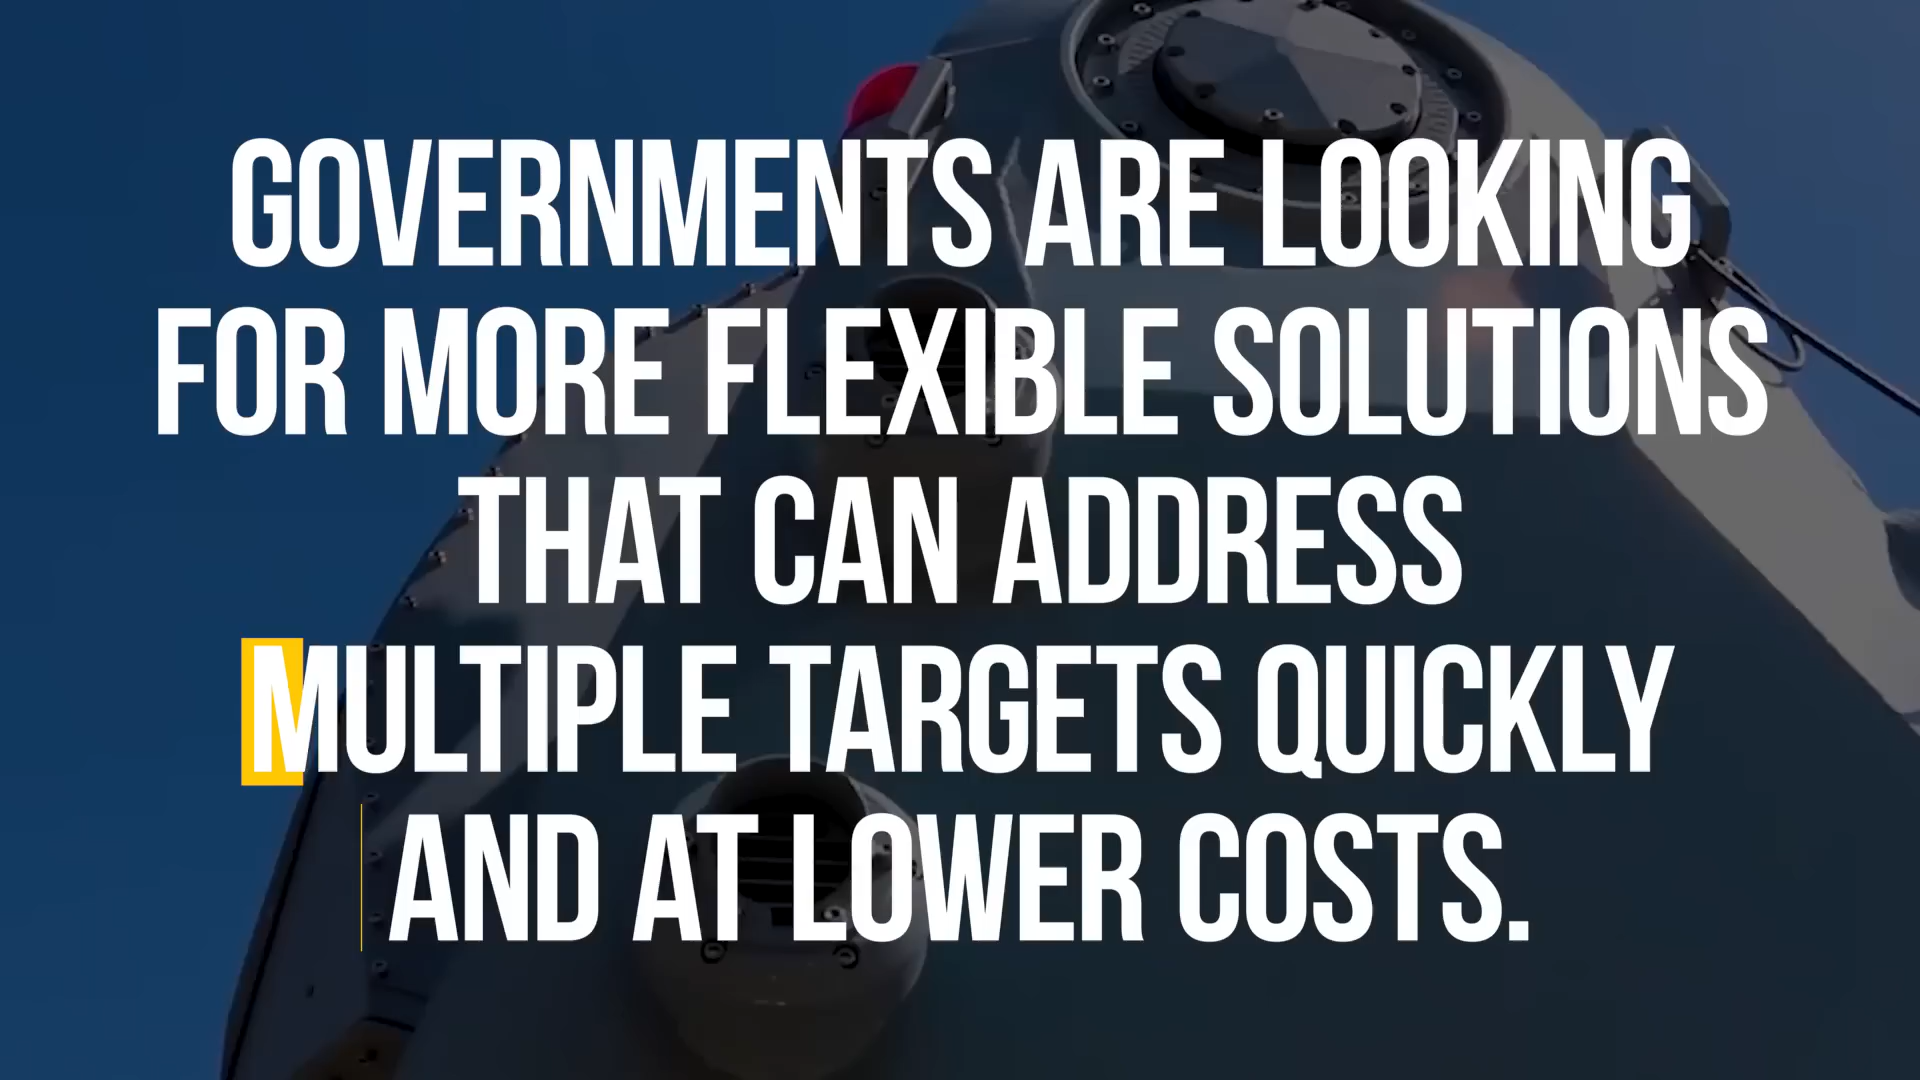 GOVERNMENTS ARE LOOKING
FOR MORE FLEXIBLE SOLUTIONS
THAT CAN ADDRESS
MULTIPLE TARGETS QUICKLY
AND AT LOWER COSTS.